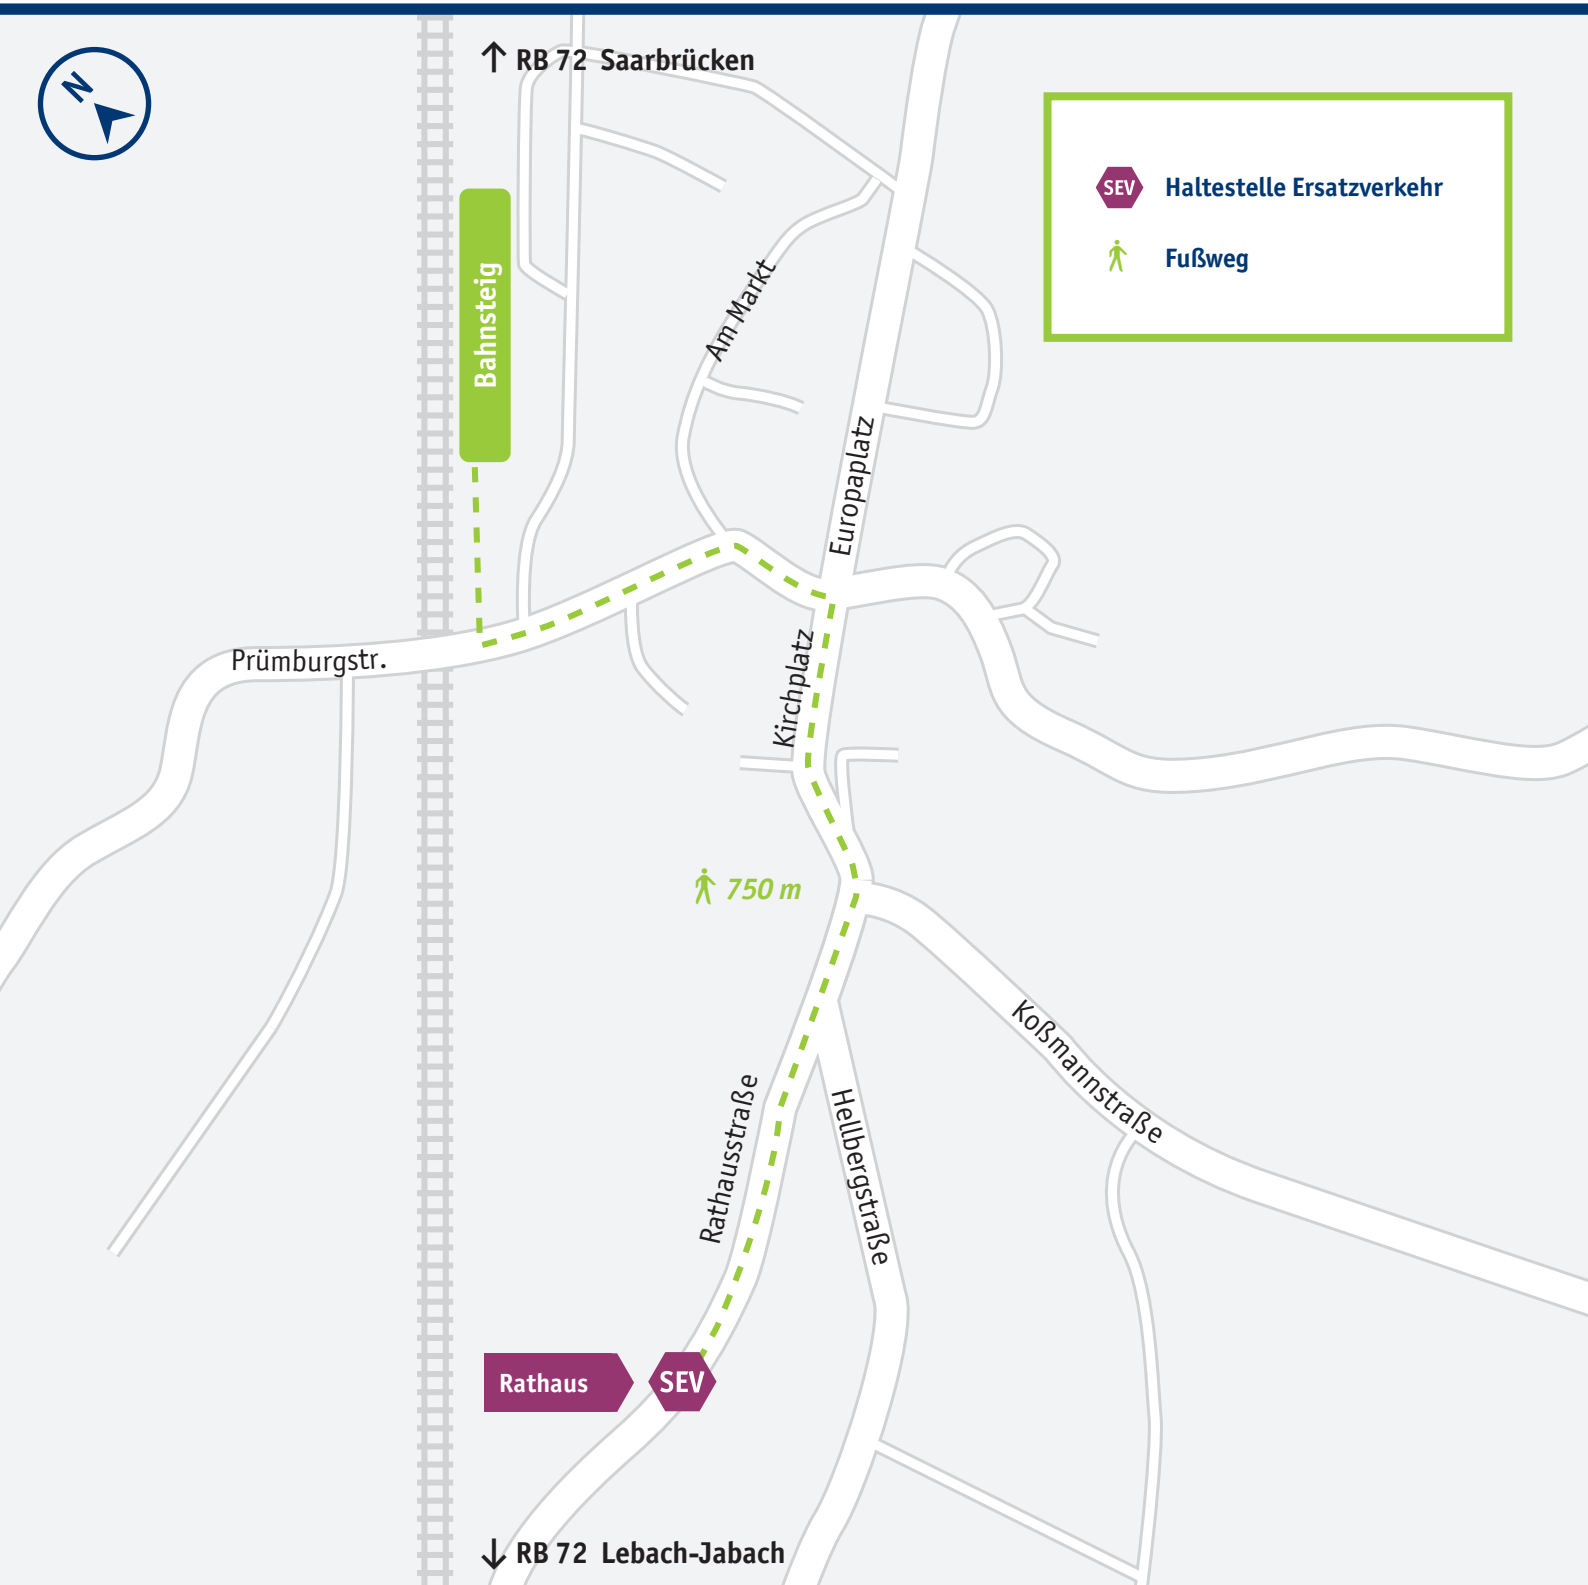 N
↑ RB 72 Saarbrücken
SEV Haltestelle Ersatzverkehr
Fußweg
Bahnsteig
Am Markt
Europaplatz
Prümburgstr.
Kirchplatz
750 m
Koßmannstraße
Rathausstraße
Hellbergstraße
Rathaus
SEV
↓ RB 72 Lebach-Jabach